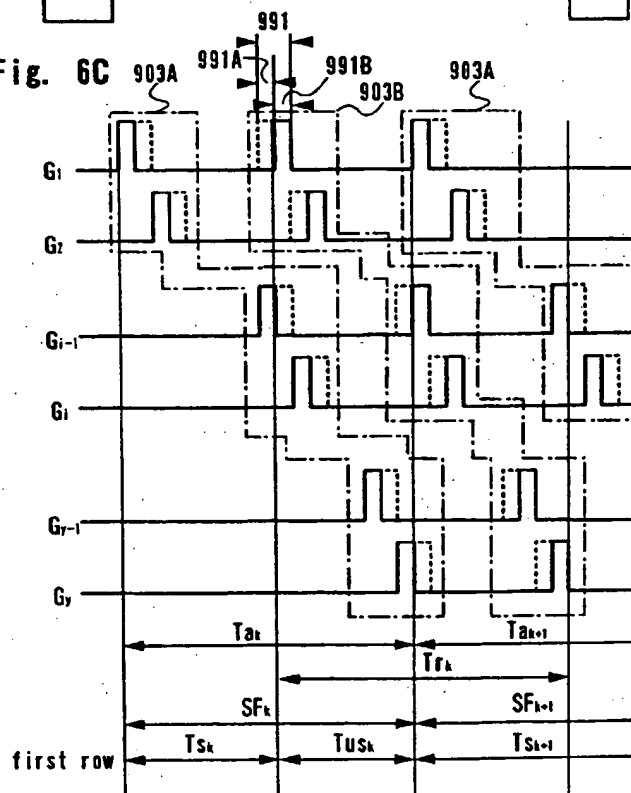 991
Fig. 6C 903A 991A 991B 903B 903A
G1
G2
Gi-1
Gi
Gy-1
Gy
Tak Tak+1
Trk
SFk SFk+1
first row Tsk Tusk Tsk+1